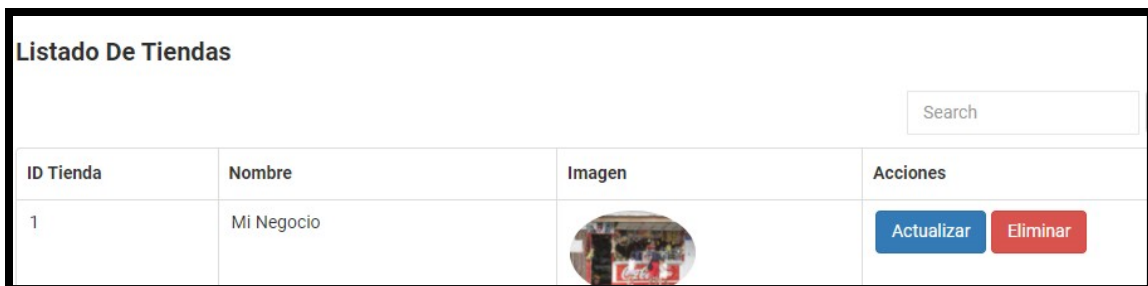 Listado De Tiendas
Search
ID Tienda Nombre Imagen Acciones
1 Mi Negocio Actualizar Eliminar